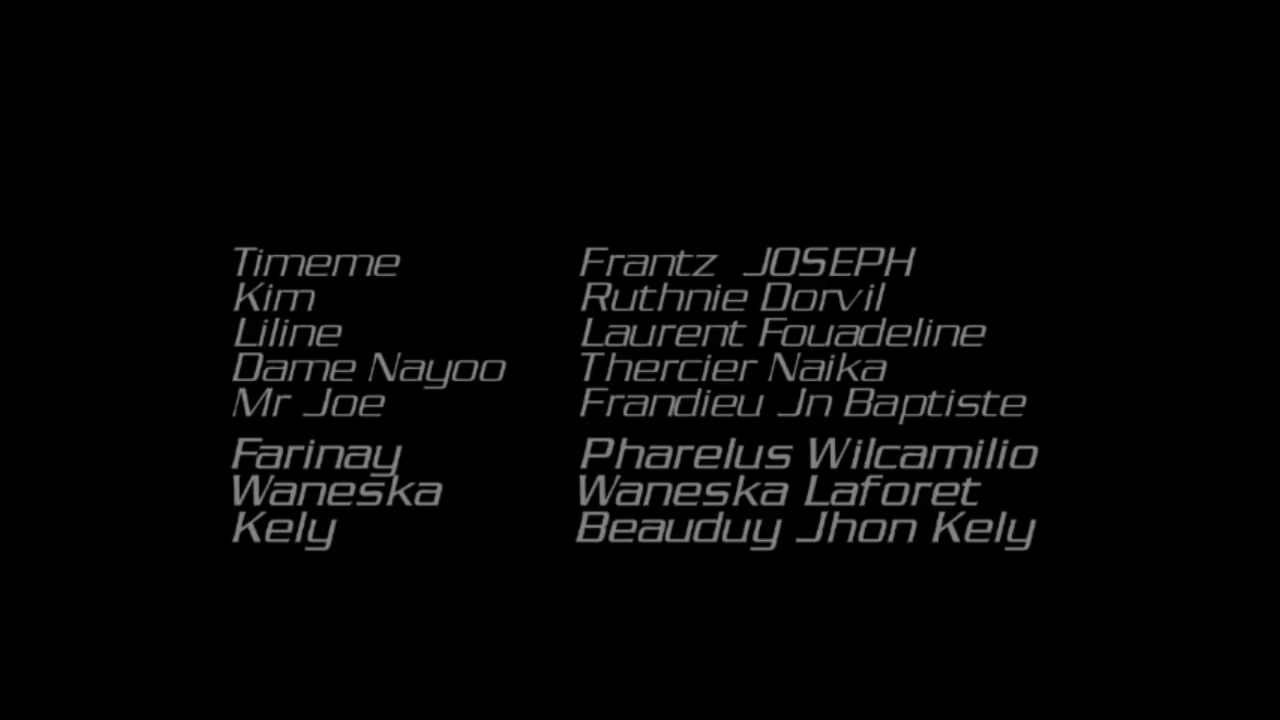 Timeme Frantz JOSEPH
Kim Ruthnie Dorvil
Liline Laurent Fouadeline
Dame Nayoo Thercier Naika
Mr Joe Frandieu Jn Baptiste
Farinay Pharelus Wilcamilio
Waneska Waneska Laforet
Kely Beauduy Jhon Kely